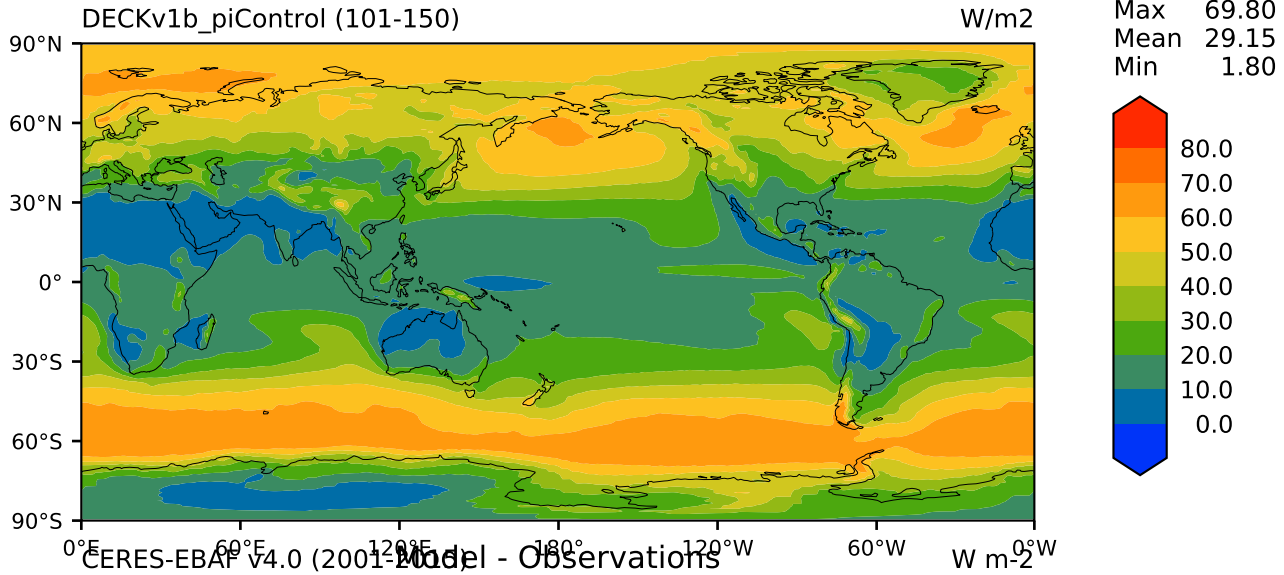 DECKv1b_piControl (101-150) W/m2
Max 69.80
Mean 29.15
Min 1.80
90°N
60°N
30°N
0°
30°S
60°S
90°S
80.0
70.0
60.0
50.0
40.0
30.0
20.0
10.0
0.0
0°E 60°E 120°E 180° 120°W 60°W 0°W
CERES-EBAF v4.0 (2001-2015) Model - Observations W m-2